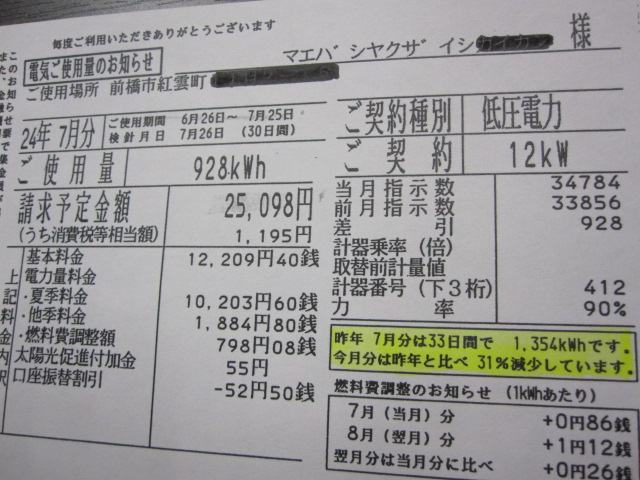 毎度ご利用いただきありがとうございます
電気ご使用量のお知らせ
マエバシヤクザイシ 様
ご使用場所 前橋市紅雲町
24年 7月分 ご使用期間 6月26日〜 7月25日
検針月日 7月26日 (30日間)
ご使用量 928kWh
請求予定金額 25,098円
(うち消費税等相当額) 1,195円
基本料金 12,209円40銭
電力量料金
・夏季料金 10,203円60銭
・他季料金 1,884円80銭
・燃料費調整額 798円08銭
太陽光促進付加金 55円
口座振替割引 -52円50銭
上記料金内訳
ご契約種別 低圧電力
ご契約 12kW
当月指示数 34784
前月指示数 33856
差引 928
計器乗率(倍)
取替前計量値
計器番号(下3桁) 412
力率 90%
昨年 7月分は33日間で 1,354kWhです。
今月分は昨年と比べ 31%減少しています。
燃料費調整のお知らせ (1kWhあたり)
7月(当月)分 +0円86銭
8月(翌月)分 +1円12銭
翌月分は当月分に比べ +0円26銭